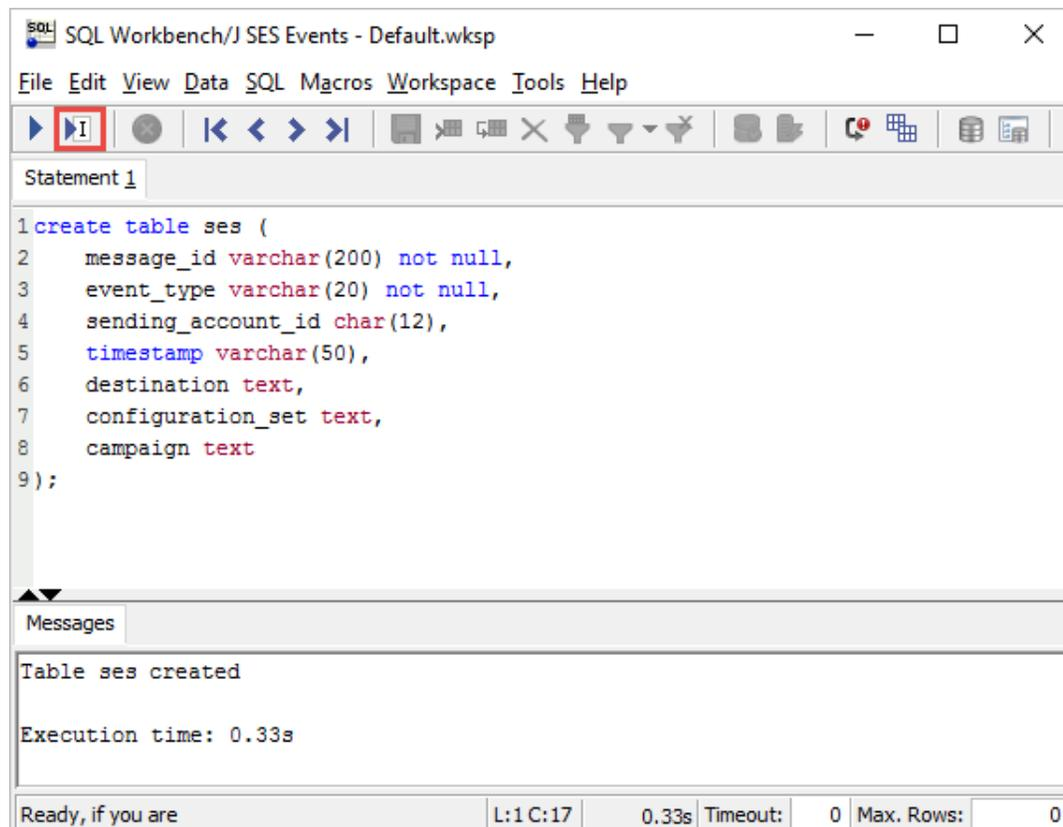 SQL Workbench/J SES Events - Default.wksp
File Edit View Data SQL Macros Workspace Tools Help
Statement 1
1 create table ses (
2 message_id varchar(200) not null,
3 event_type varchar(20) not null,
4 sending_account_id char(12),
5 timestamp varchar(50),
6 destination text,
7 configuration_set text,
8 campaign text
9 );
Messages
Table ses created
Execution time: 0.33s
Ready, if you are L:1 C:17 0.33s Timeout: 0 Max. Rows: 0